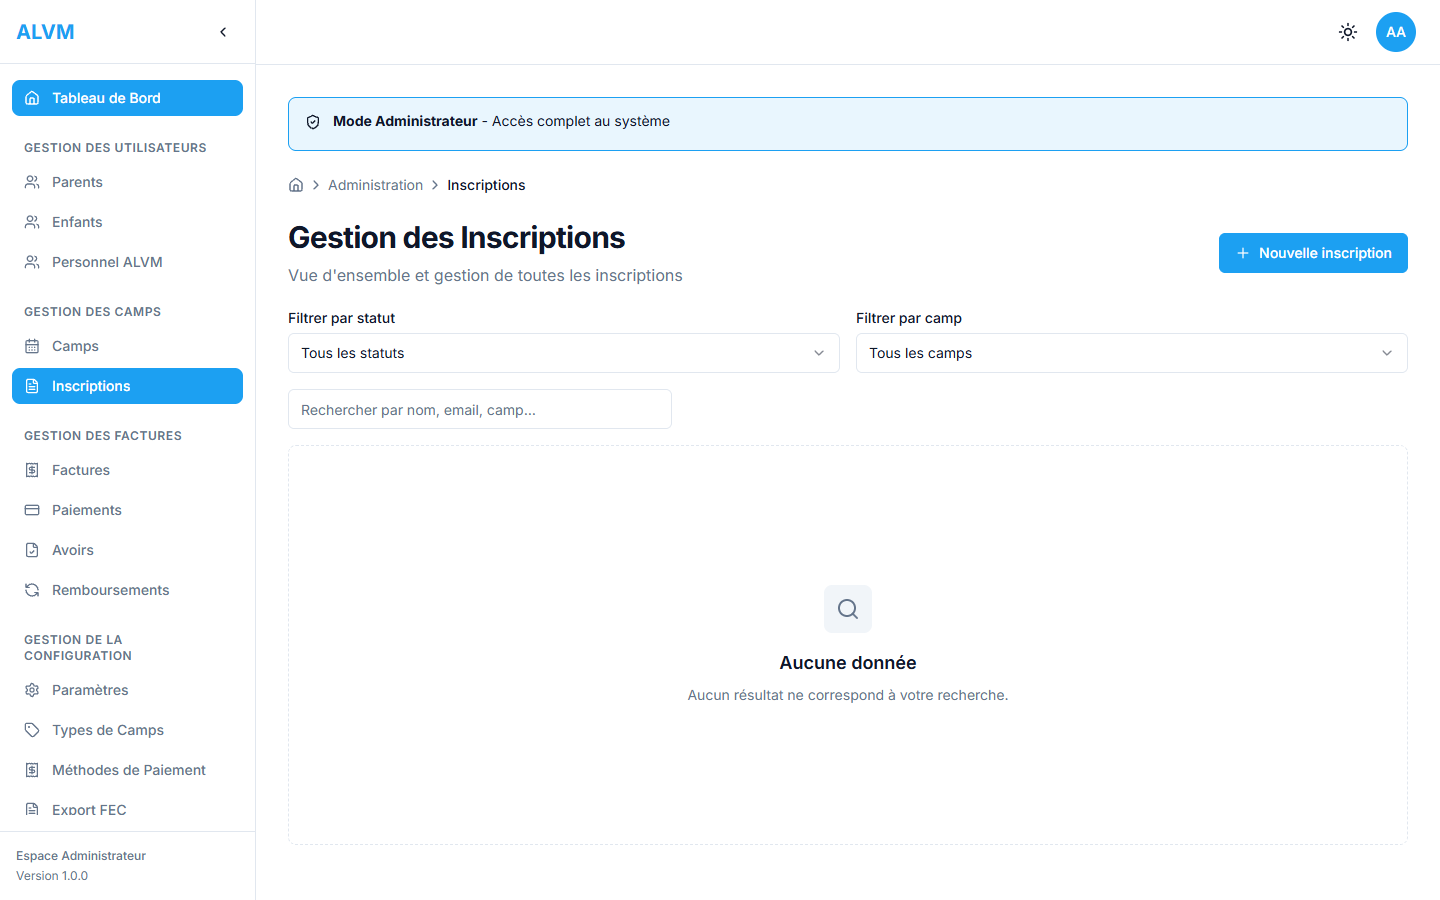 ALVM
AA
Tableau de Bord
GESTION DES UTILISATEURS
Parents
Enfants
Personnel ALVM
GESTION DES CAMPS
Camps
Inscriptions
GESTION DES FACTURES
Factures
Paiements
Avoirs
Remboursements
GESTION DE LA
CONFIGURATION
Paramètres
Types de Camps
Méthodes de Paiement
Export FEC
Espace Administrateur
Version 1.0.0
Mode Administrateur - Accès complet au système
Administration > Inscriptions
Gestion des Inscriptions
Vue d'ensemble et gestion de toutes les inscriptions
Nouvelle inscription
Filtrer par statut
Tous les statuts
Filtrer par camp
Tous les camps
Rechercher par nom, email, camp...
Aucune donnée
Aucun résultat ne correspond à votre recherche.